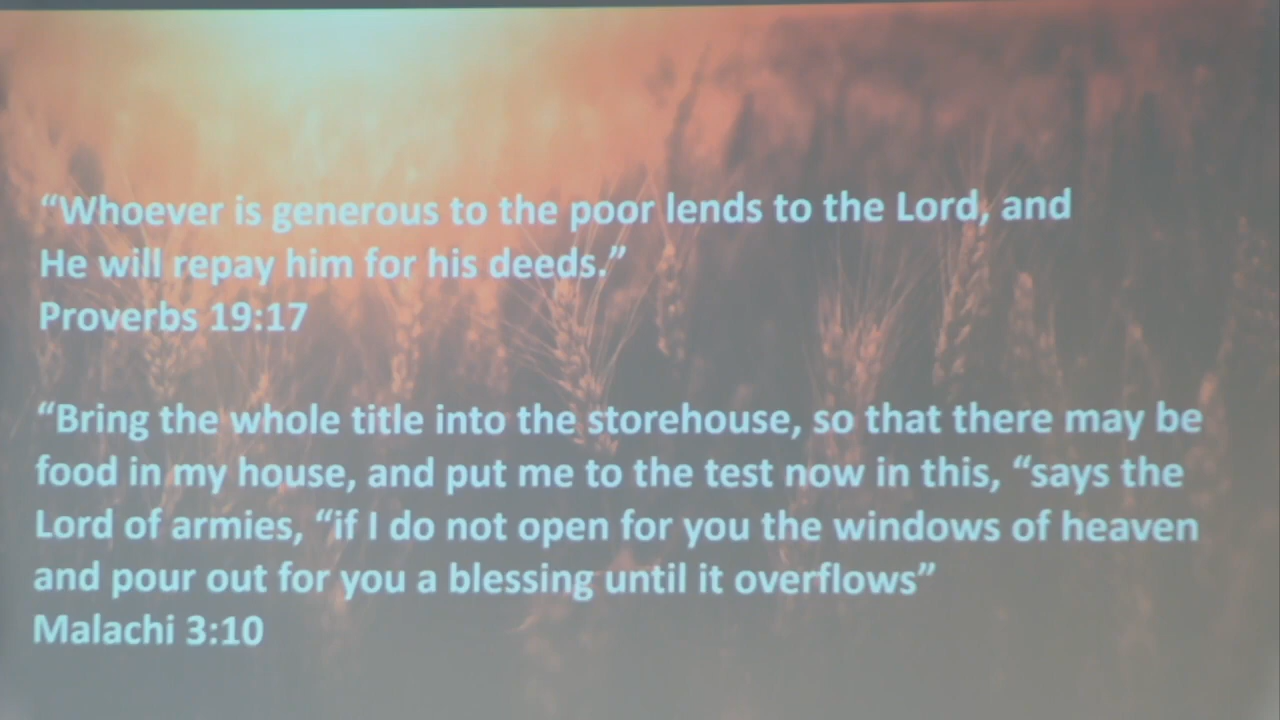 “Whoever is generous to the poor lends to the Lord, and
He will repay him for his deeds.”
Proverbs 19:17
“Bring the whole title into the storehouse, so that there may be
food in my house, and put me to the test now in this, “says the
Lord of armies, “if I do not open for you the windows of heaven
and pour out for you a blessing until it overflows”
Malachi 3:10